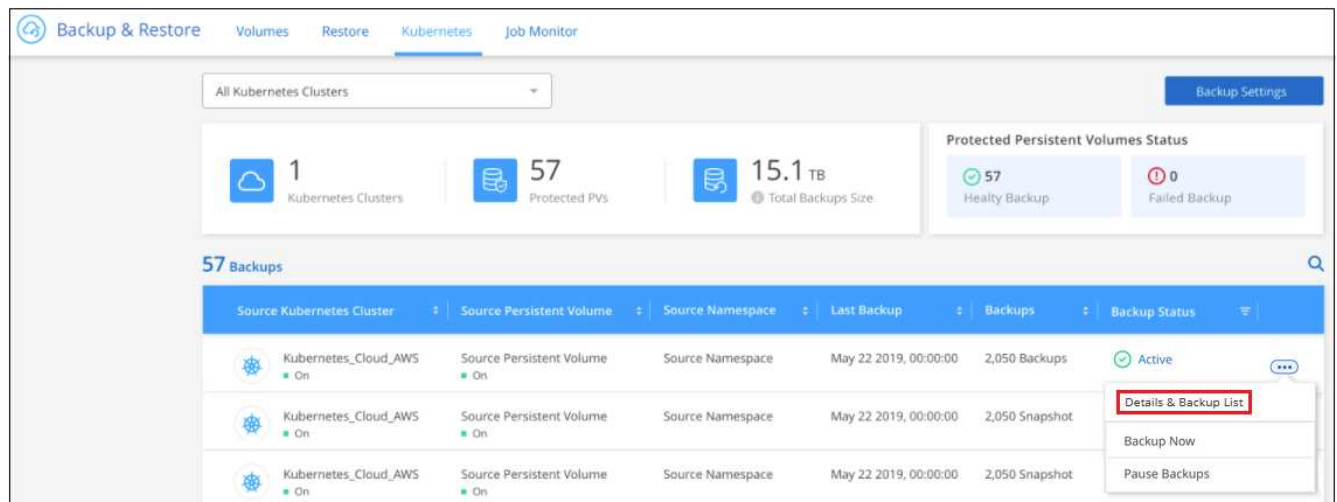 Backup & Restore Volumes Restore Kubernetes Job Monitor
All Kubernetes Clusters Backup Settings
Protected Persistent Volumes Status
1 57 15.1 TB 57 0
Kubernetes Clusters Protected PVs Total Backups Size Healty Backup Failed Backup
57 Backups
Source Kubernetes Cluster Source Persistent Volume Source Namespace Last Backup Backups Backup Status
Kubernetes_Cloud_AWS Source Persistent Volume Source Namespace May 22 2019, 00:00:00 2,050 Backups Active
On On
Details & Backup List
Kubernetes_Cloud_AWS Source Persistent Volume Source Namespace May 22 2019, 00:00:00 2,050 Snapshot
On On
Backup Now
Kubernetes_Cloud_AWS Source Persistent Volume Source Namespace May 22 2019, 00:00:00 2,050 Snapshot Pause Backups
On On